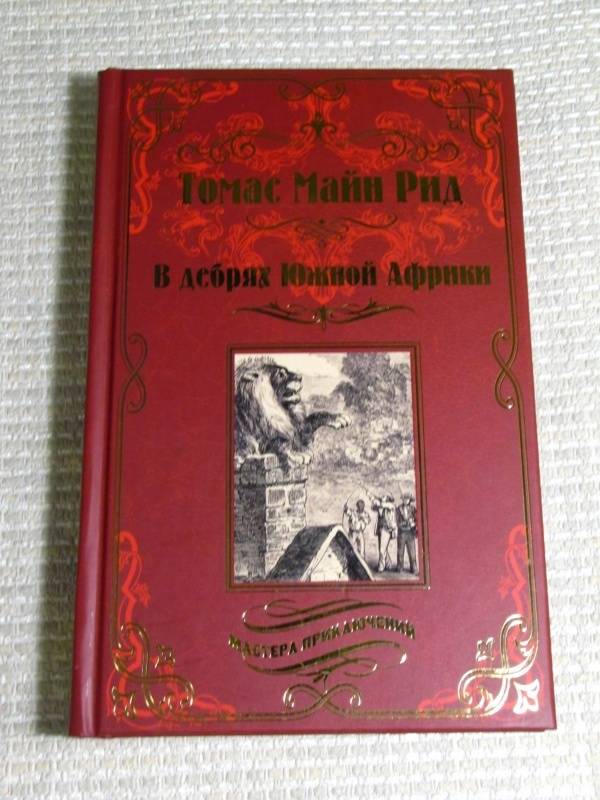 Томас Майн Рид
В дебрях Южной Африки
МАСТЕРА ПРИКЛЮЧЕНИЙ